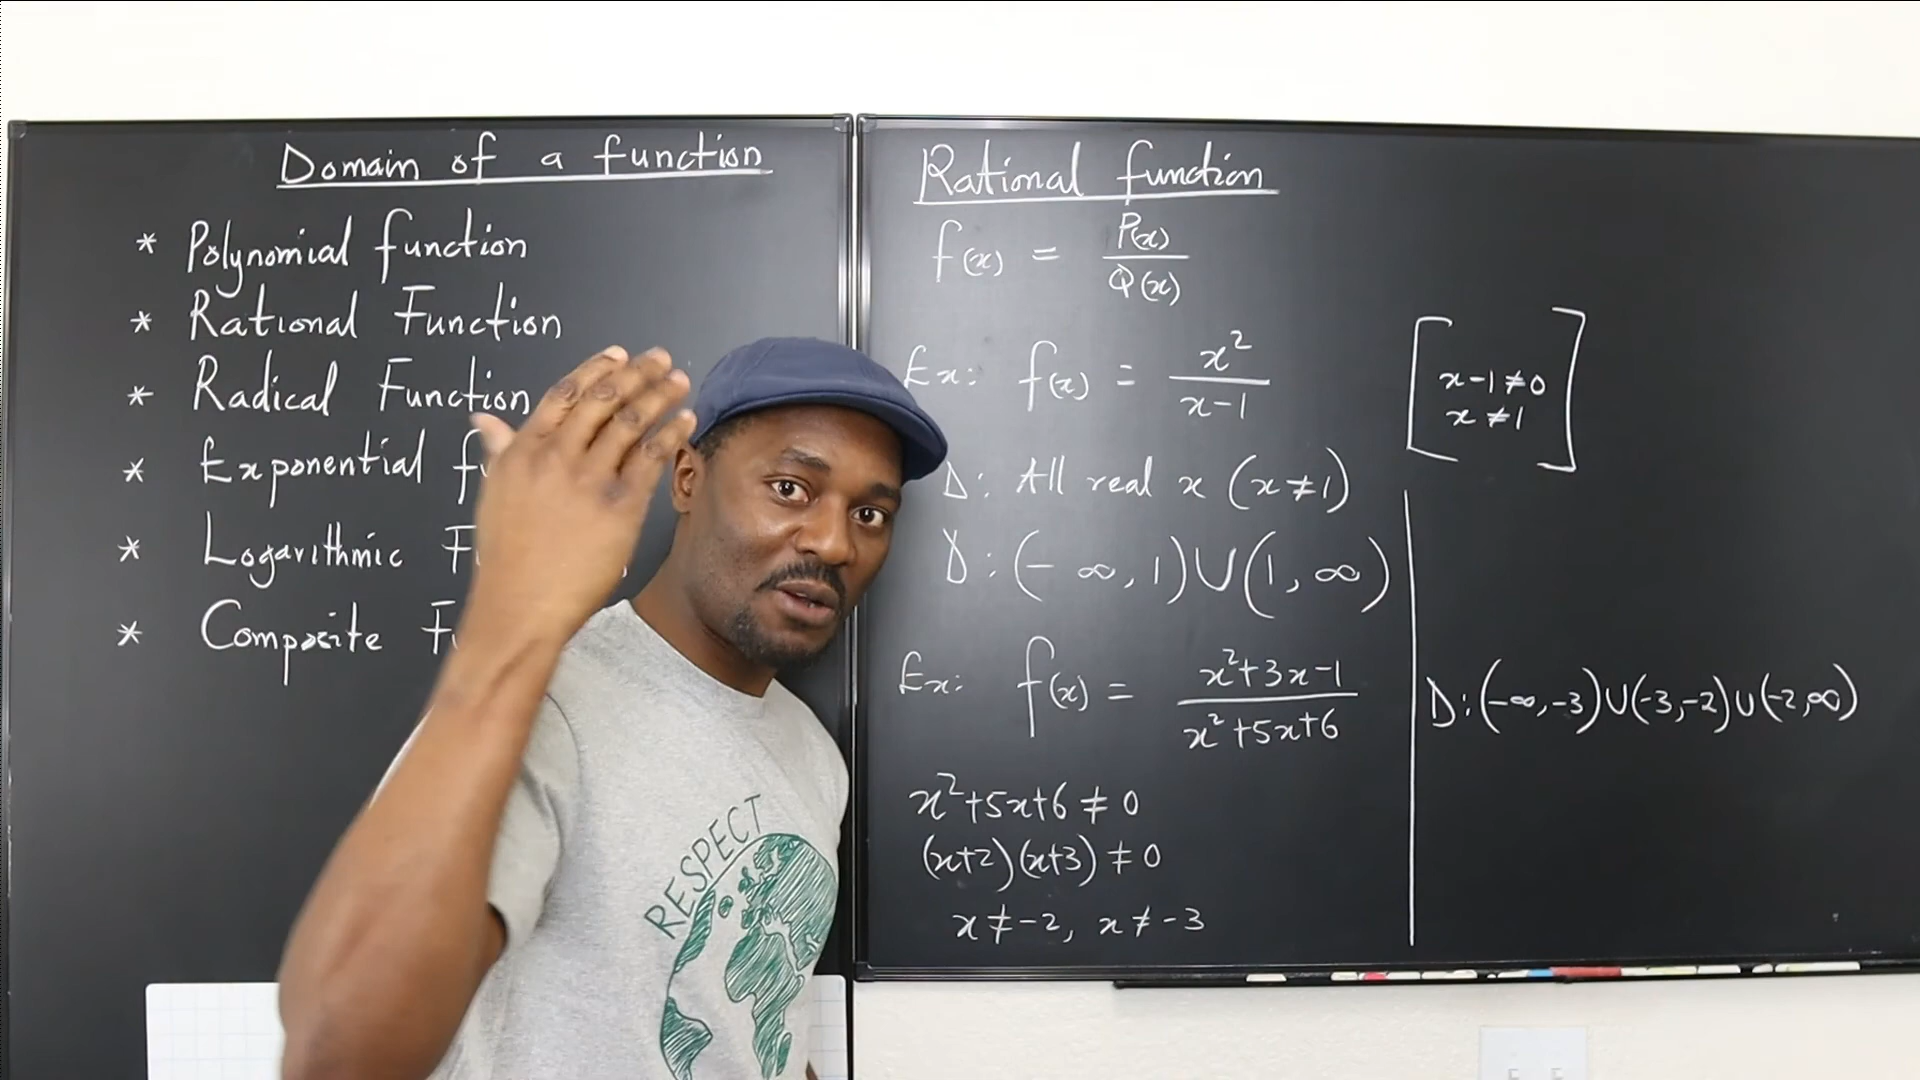 Domain of a function
* Polynomial function
* Rational Function
* Radical Function
* Exponential
* Logarithmic
* Composite
RESPECT
Rational function
f(x) = P(x)/Q(x)
Ex: f(x) = x²/(x-1)
[x-1≠0
x≠1]
D: All real x (x≠1)
D: (-∞,1)∪(1,∞)
Ex: f(x) = (x²+3x-1)/(x²+5x+6)
x²+5x+6 ≠ 0
(x+2)(x+3) ≠ 0
x≠-2, x≠-3
D: (-∞,-3)∪(-3,-2)∪(-2,∞)